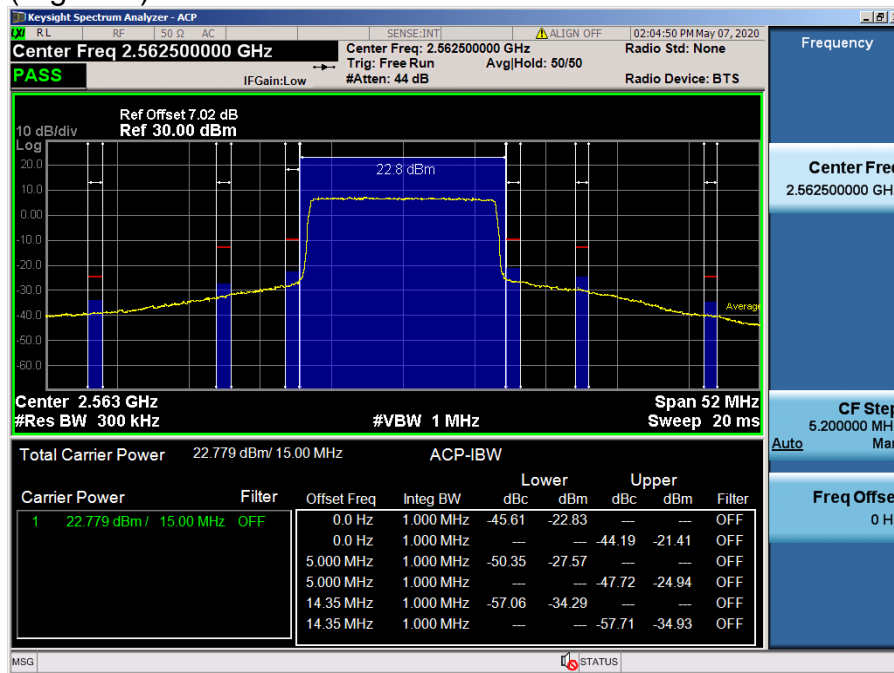 Keysight Spectrum Analyzer - ACP
LXI RL RF 50 Ω AC SENSE:INT ALIGN OFF 02:04:50 PM May 07, 2020
Center Freq 2.562500000 GHz Center Freq: 2.562500000 GHz Radio Std: None Frequency
Trig: Free Run Avg|Hold: 50/50
PASS IFGain:Low #Atten: 44 dB Radio Device: BTS
Ref Offset 7.02 dB
10 dB/div Ref 30.00 dBm
Log
20.0 22.8 dBm
10.0
0.00
-10.0
-20.0
-30.0
-40.0 Average
-50.0
-60.0
Center 2.563 GHz Span 52 MHz
#Res BW 300 kHz #VBW 1 MHz Sweep 20 ms
Center Fre
2.562500000 GH
CF Step
5.200000 MH
Auto Ma
Freq Offse
0 H
Total Carrier Power 22.779 dBm/ 15.00 MHz ACP-IBW
Lower Upper
Carrier Power Filter Offset Freq Integ BW dBc dBm dBc dBm Filter
1 22.779 dBm / 15.00 MHz OFF 0.0 Hz 1.000 MHz -45.61 -22.83 --- --- OFF
0.0 Hz 1.000 MHz --- --- -44.19 -21.41 OFF
5.000 MHz 1.000 MHz -50.35 -27.57 --- --- OFF
5.000 MHz 1.000 MHz --- --- -47.72 -24.94 OFF
14.35 MHz 1.000 MHz -57.06 -34.29 --- --- OFF
14.35 MHz 1.000 MHz --- --- -57.71 -34.93 OFF
MSG STATUS